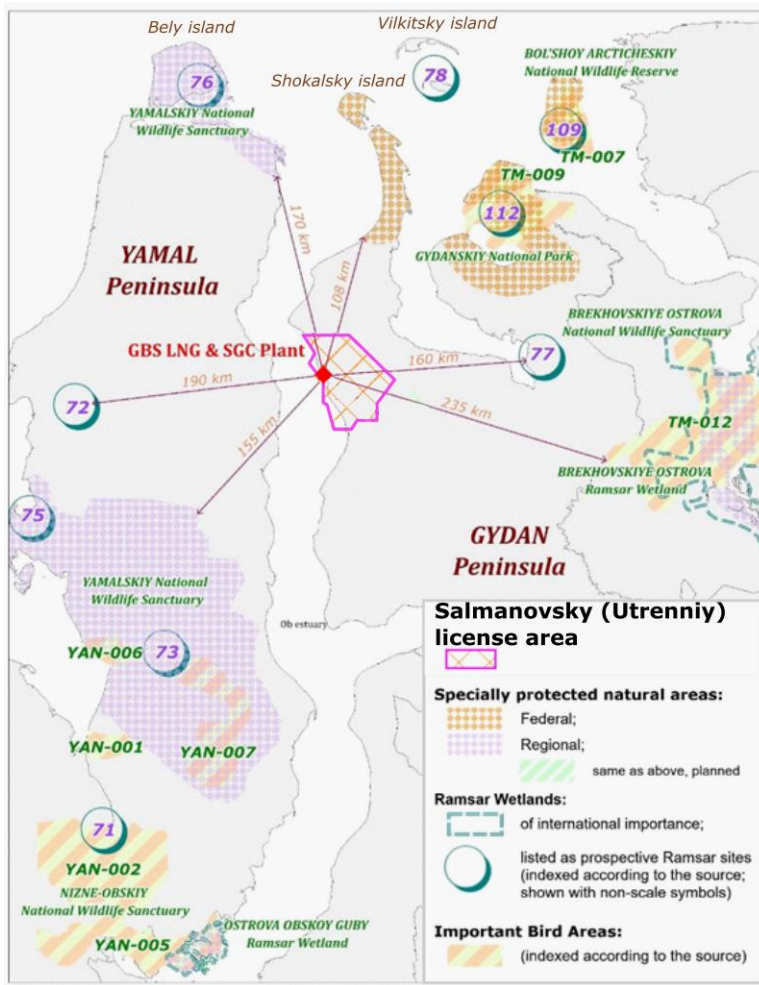 Bely island
Vilkitsky island
Shokalsky island
BOL'SHOY ARCTICHESKIY
National Wildlife Reserve
76
78
109
YAMALSKIY National
Wildlife Sanctuary
TM-007
TM-009
112
170 km
108 km
YAMAL
Peninsula
GYDANSKIY National Park
BREKHOVSKIYE OSTROVA
National Wildlife Sanctuary
GBS LNG & SGC Plant
160 km
77
190 km
72
235 km
TM-012
155 km
BREKHOVSKIYE OSTROVA
Ramsar Wetland
75
GYDAN
Peninsula
YAMALSKIY National
Wildlife Sanctuary
Ob estuary
YAN-006
73
YAN-001
YAN-007
71
YAN-002
NIZNE-OBSKIY
National Wildlife Sanctuary
OSTROVA OBSKOY GUBY
Ramsar Wetland
YAN-005
Salmanovsky (Utrenniy)
license area
Specially protected natural areas:
Federal;
Regional;
same as above, planned
Ramsar Wetlands:
of international importance;
listed as prospective Ramsar sites
(indexed according to the source;
shown with non-scale symbols)
Important Bird Areas:
(indexed according to the source)